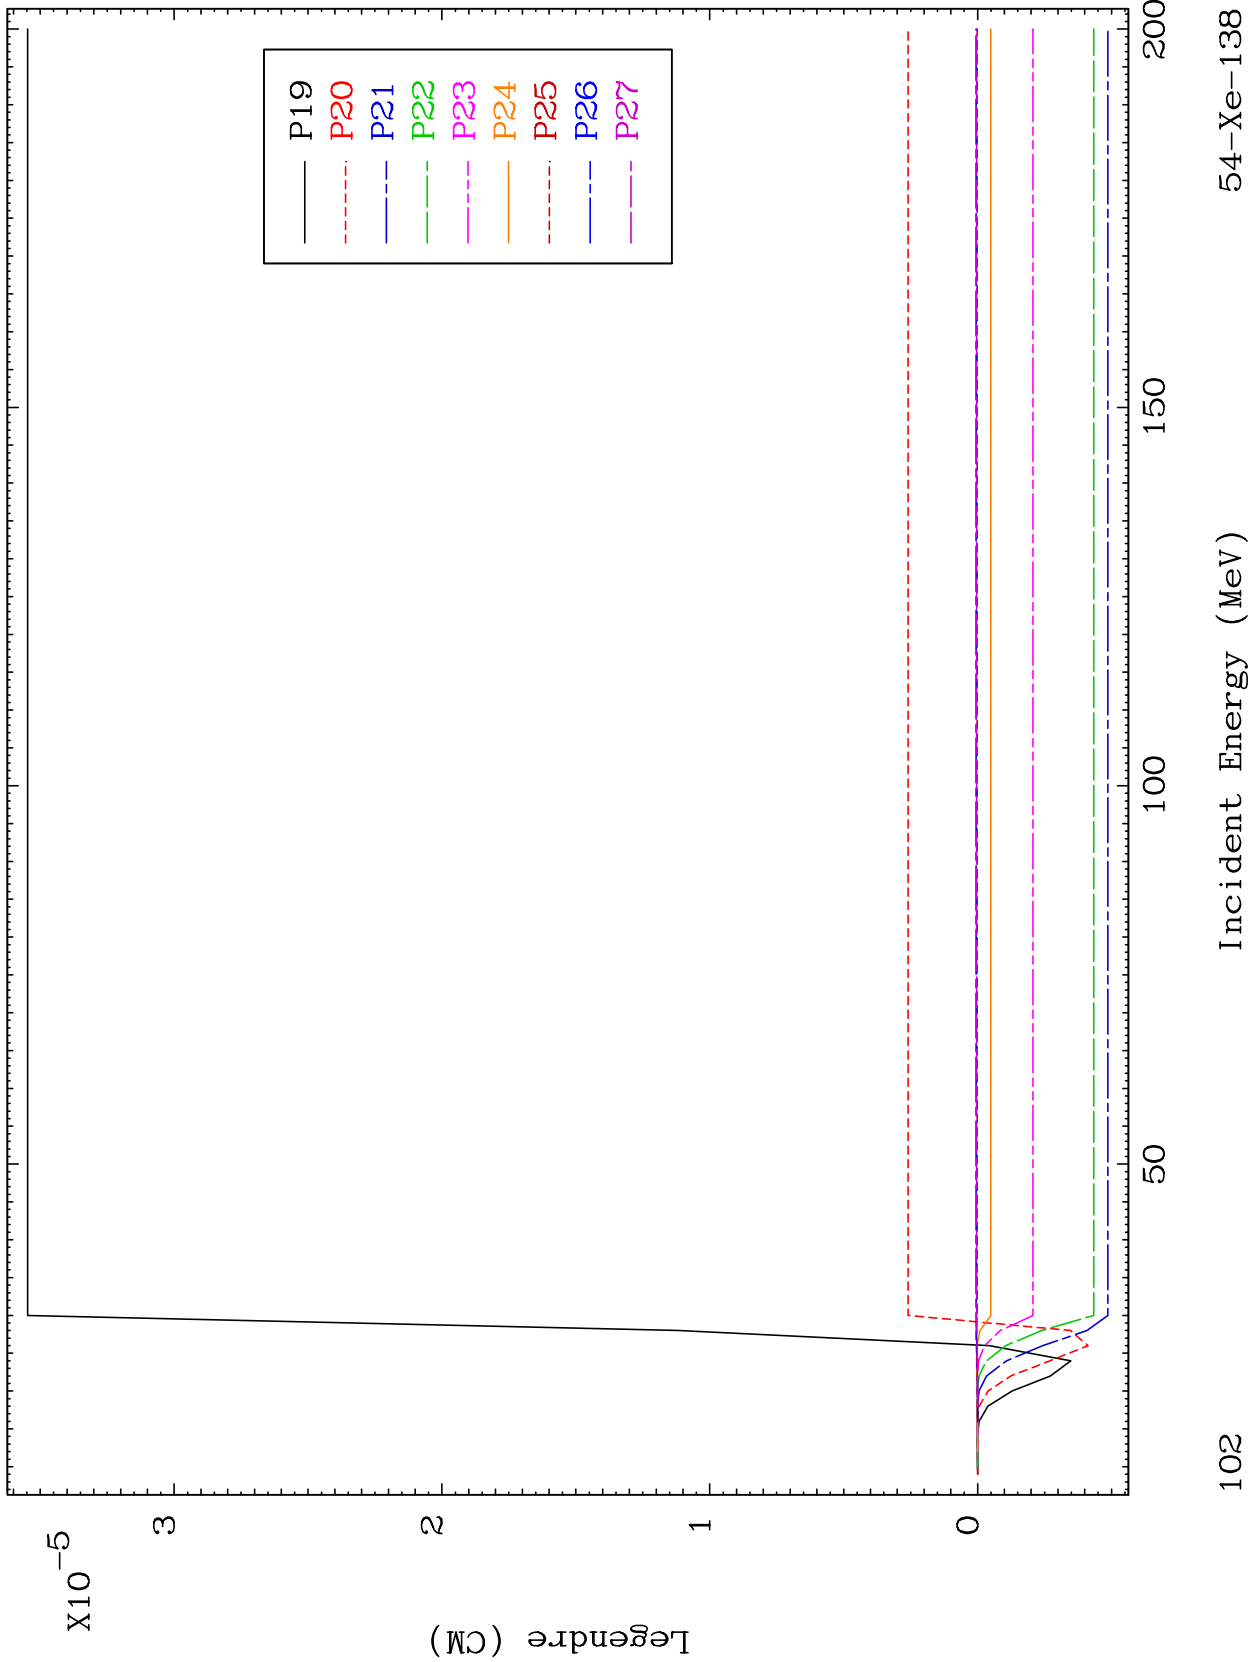 X10-5
3
2
1
0
Legendre (CM)
P19
P20
P21
P22
P23
P24
P25
P26
P27
50
100
150
200
Incident Energy (MeV)
102
54-Xe-138